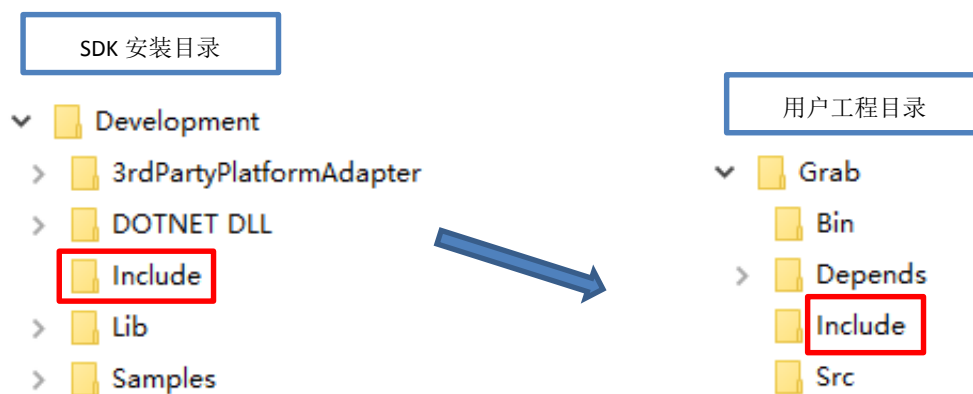 SDK 安装目录
Development
3rdPartyPlatformAdapter
DOTNET DLL
Include
Lib
Samples
用户工程目录
Grab
Bin
Depends
Include
Src